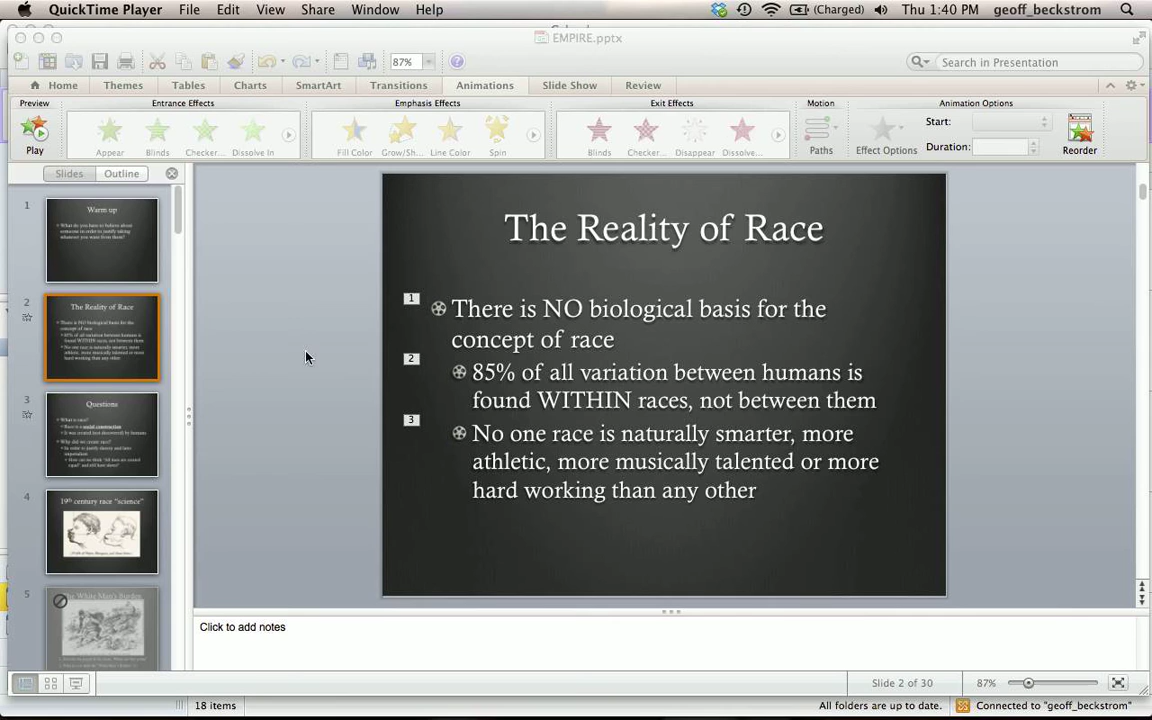 QuickTime Player File Edit View Share Window Help (Charged) Thu 1:40 PM geoff_beckstrom
EMPIRE.pptx
87% Search in Presentation
Home Themes Tables Charts SmartArt Transitions Animations Slide Show Review
Preview Entrance Effects Emphasis Effects Exit Effects Motion Animation Options
Start:
Duration:
Play Appear Blinds Checker... Dissolve In Fill Color Grow/Sh... Line Color Spin Blinds Checker... Disappear Dissolve... Paths Effect Options Reorder
Slides Outline
1
Warm up
What do you have to believe about
someone in order to justify taking
whatever you want from them?
2
The Reality of Race
There is NO biological basis for the
concept of race
85% of all variation between humans is
found WITHIN races, not between them
No one race is naturally smarter, more
athletic, more musically talented or more
hard working than any other
3
Questions
What is race?
Race is a social construction
It was created (not discovered) by humans
Why did we create race?
In order to justify slavery and later
imperialism
How can we think "all men are created
equal" and still have slaves?
4
19th century race "science"
5
The White Man's Burden
The Reality of Race
1
There is NO biological basis for the
concept of race
2
85% of all variation between humans is
found WITHIN races, not between them
3
No one race is naturally smarter, more
athletic, more musically talented or more
hard working than any other
Click to add notes
Slide 2 of 30 87%
18 items All folders are up to date. Connected to "geoff_beckstrom"